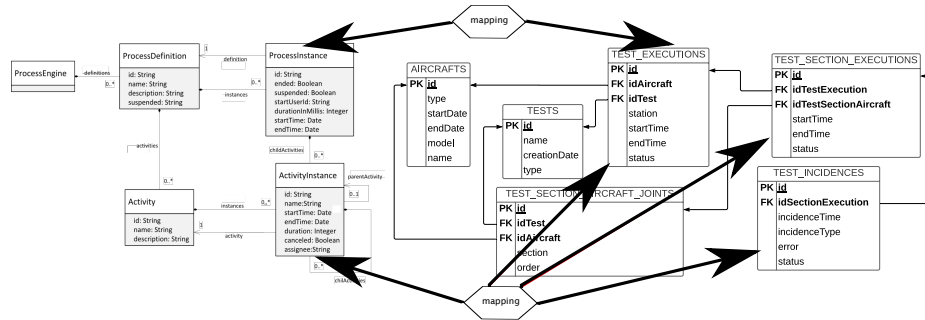 mapping
ProcessEngine
-definitions
0..*
ProcessDefinition
id: String
name: String
description: String
suspended: String
1
definition
-instances
0..*
ProcessInstance
id: String
ended: Boolean
suspended: Boolean
startUserId: String
durationInMillis: Integer
startTime: Date
endTime: Date
activities
0..*
childActivities
0..*
Activity
id: String
name: String
description: String
instances
0..*
activity
ActivityInstance
id: String
name:String
startTime: Date
endTime: Date
duration: Integer
canceled: Boolean
assignee:String
parentActivity
0..1
0..*
chilActivities
AIRCRAFTS
PK id
type
startDate
endDate
model
name
TESTS
PK id
name
creationDate
type
TEST_EXECUTIONS
PK id
FK idAircraft
FK idTest
station
startTime
endTime
status
TEST_SECTION_EXECUTIONS
PK id
FK idTestExecution
FK idTestSectionAircraft
startTime
endTime
status
TEST_SECTION_AIRCRAFT_JOINTS
PK id
FK idTest
FK idAircraft
section
order
TEST_INCIDENCES
PK id
FK idSectionExecution
incidenceTime
incidenceType
error
status
mapping